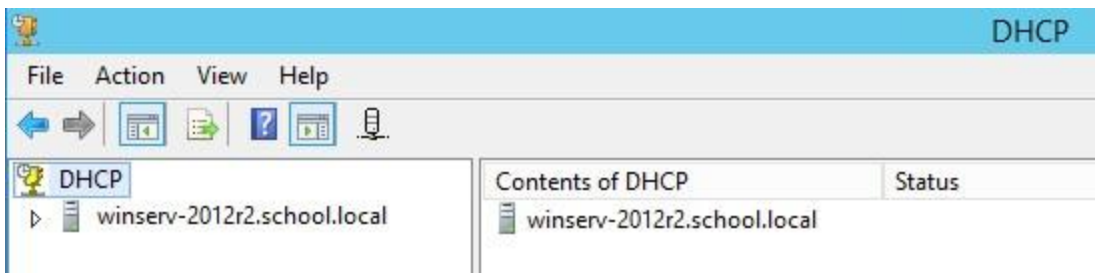 DHCP
File Action View Help
DHCP
winserv-2012r2.school.local
Contents of DHCP Status
winserv-2012r2.school.local